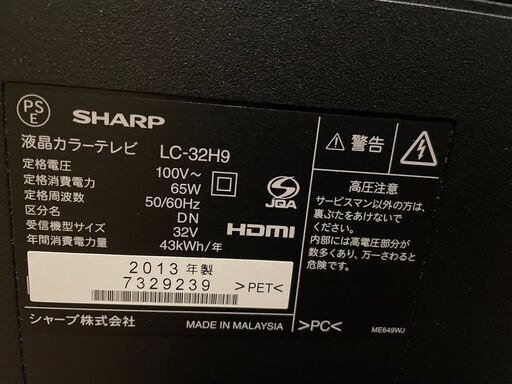 PS
E
SHARP
液晶カラーテレビ LC-32H9
定格電圧 100V～
定格消費電力 65W
定格周波数 50/60Hz
区分名 DN
受信機型サイズ 32V
年間消費電力量 43kWh/年
JQA
HDMI
2013 年製
7329239
>PET<
シャープ株式会社 MADE IN MALAYSIA
警告
高圧注意
サービスマン以外の方は、
裏ぶたをあけないで
ください。
内部には高電圧部分が
数多くあり、万一さわると
危険です。
>PC<
ME649WJ